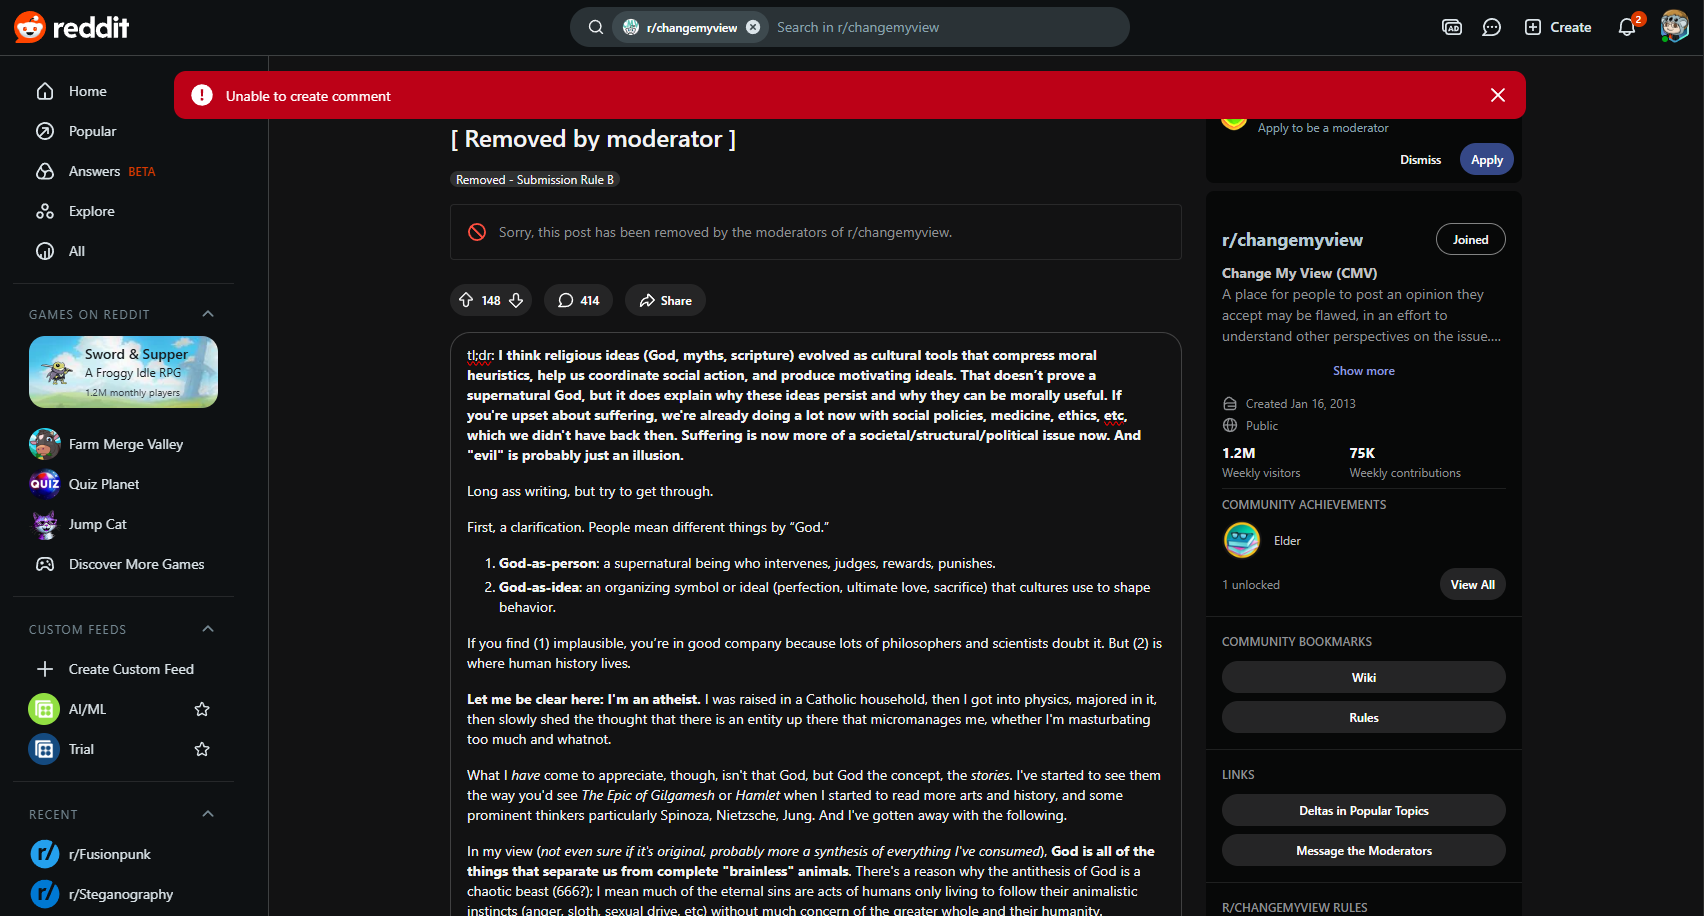 reddit
r/changemyview
Search in r/changemyview
Create
2
Unable to create comment
Home
Popular
Answers BETA
Explore
All
GAMES ON REDDIT
Sword & Supper
A Froggy Idle RPG
1.2M monthly players
Farm Merge Valley
QUIZ
Quiz Planet
Jump Cat
Discover More Games
CUSTOM FEEDS
Create Custom Feed
AI/ML
Trial
RECENT
r/Fusionpunk
r/Steganography
[ Removed by moderator ]
Removed - Submission Rule B
Sorry, this post has been removed by the moderators of r/changemyview.
148
414
Share
tl;dr: I think religious ideas (God, myths, scripture) evolved as cultural tools that compress moral
heuristics, help us coordinate social action, and produce motivating ideals. That doesn’t prove a
supernatural God, but it does explain why these ideas persist and why they can be morally useful. If
you're upset about suffering, we're already doing a lot now with social policies, medicine, ethics, etc,
which we didn't have back then. Suffering is now more of a societal/structural/political issue now. And
"evil" is probably just an illusion.
Long ass writing, but try to get through.
First, a clarification. People mean different things by “God.”
1. God-as-person: a supernatural being who intervenes, judges, rewards, punishes.
2. God-as-idea: an organizing symbol or ideal (perfection, ultimate love, sacrifice) that cultures use to shape
behavior.
If you find (1) implausible, you’re in good company because lots of philosophers and scientists doubt it. But (2) is
where human history lives.
Let me be clear here: I'm an atheist. I was raised in a Catholic household, then I got into physics, majored in it,
then slowly shed the thought that there is an entity up there that micromanages me, whether I'm masturbating
too much and whatnot.
What I have come to appreciate, though, isn't that God, but God the concept, the stories. I've started to see them
the way you'd see The Epic of Gilgamesh or Hamlet when I started to read more arts and history, and some
prominent thinkers particularly Spinoza, Nietzsche, Jung. And I've gotten away with the following.
In my view (not even sure if it's original, probably more a synthesis of everything I've consumed), God is all of the
things that separate us from complete "brainless" animals. There's a reason why the antithesis of God is a
chaotic beast (666?); I mean much of the eternal sins are acts of humans only living to follow their animalistic
instincts (anger, sloth, sexual drive, etc) without much concern of the greater whole and their humanity.
Apply to be a moderator
Dismiss
Apply
r/changemyview
Joined
Change My View (CMV)
A place for people to post an opinion they
accept may be flawed, in an effort to
understand other perspectives on the issue....
Show more
Created Jan 16, 2013
Public
1.2M 75K
Weekly visitors Weekly contributions
COMMUNITY ACHIEVEMENTS
Elder
1 unlocked
View All
COMMUNITY BOOKMARKS
Wiki
Rules
LINKS
Deltas in Popular Topics
Message the Moderators
R/CHANGEMYVIEW RULES